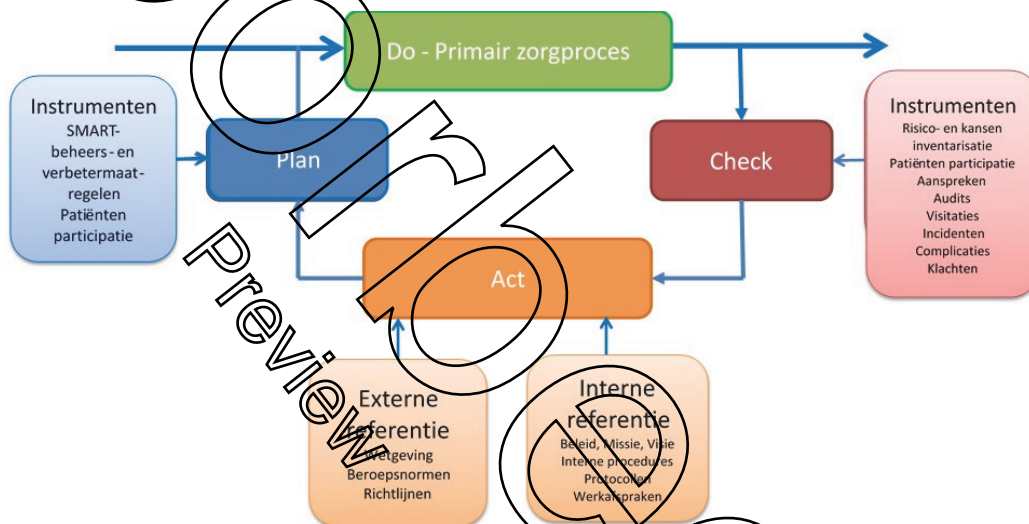 Do - Primair zorgproces
Instrumenten
SMART-
beheers- en
verbetermaat-
regelen
Patiënten
participatie
Plan
Check
Instrumenten
Risico- en kansen
inventarisatie
Patiënten participatie
Aanspreken
Audits
Visitaties
Incidenten
Complicaties
Klachten
Act
Externe
referentie
Wetgeving
Beroepsnormen
Richtlijnen
Interne
referentie
Beleid, Missie, Visie
Interne procedures
Protocollen
Werkafspraken
Preview